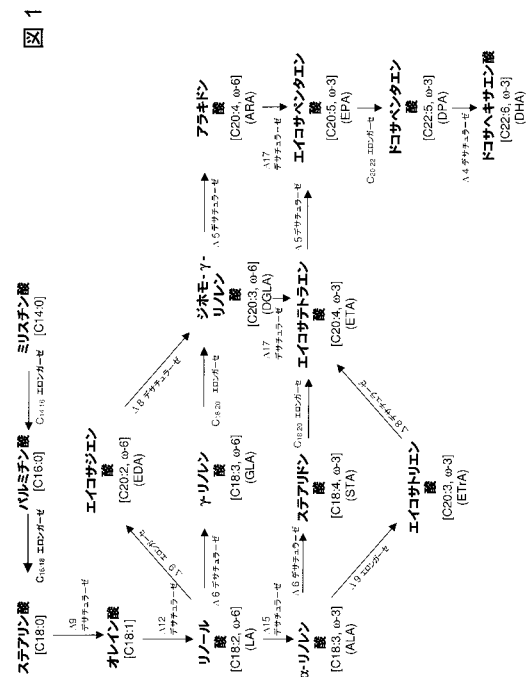 図 1
ミリスチン酸
[C14:0]
C14-16 エロンガーゼ
パルミチン酸
[C16:0]
C16-18 エロンガーゼ
ステアリン酸
[C18:0]
Δ9
デサチュラーゼ
オレイン酸
[C18:1]
Δ12
デサチュラーゼ
リノール
酸
[C18:2, ω-6]
(LA)
Δ9 エロンガーゼ
エイコサジエン
酸
[C20:2, ω-6]
(EDA)
Δ8 デサチュラーゼ
Δ6 デサチュラーゼ
γ-リノレン
酸
[C18:3, ω-6]
(GLA)
C18-20 エロンガーゼ
ジホモ-γ-
リノレン
酸
[C20:3, ω-6]
(DGLA)
Δ5デサチュラーゼ
アラキドン
酸
[C20:4, ω-6]
(ARA)
Δ15
デサチュラーゼ
Δ17
デサチュラーゼ
Δ17
デサチュラーゼ
α-リノレン
酸
[C18:3, ω-3]
(ALA)
Δ6 デサチュラーゼ
ステアリドン
酸
[C18:4, ω-3]
(STA)
C18-20 エロンガーゼ
エイコサテトラエン
酸
[C20:4, ω-3]
(ETA)
Δ5デサチュラーゼ
エイコサペンタエン
酸
[C20:5, ω-3]
(EPA)
Δ9 エロンガーゼ
エイコサトリエン
酸
[C20:3, ω-3]
(ETrA)
Δ8デサチュラーゼ
C20-22 エロンガーゼ
ドコサペンタエン
酸
[C22:5, ω-3]
(DPA)
Δ4 デサチュラーゼ
ドコサヘキサエン酸
[C22:6, ω-3]
(DHA)